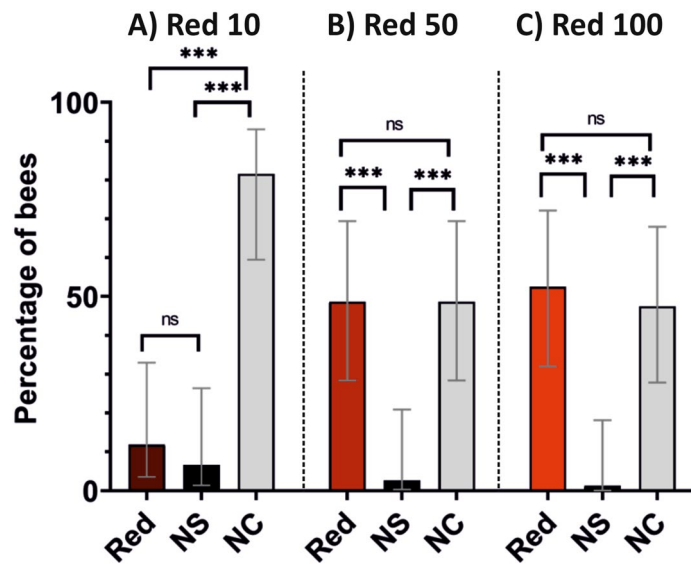 A) Red 10 B) Red 50 C) Red 100
*** ns ns
*** *** *** *** ***
100
50
ns
0
Percentage of bees
Red NS NC Red NS NC Red NS NC